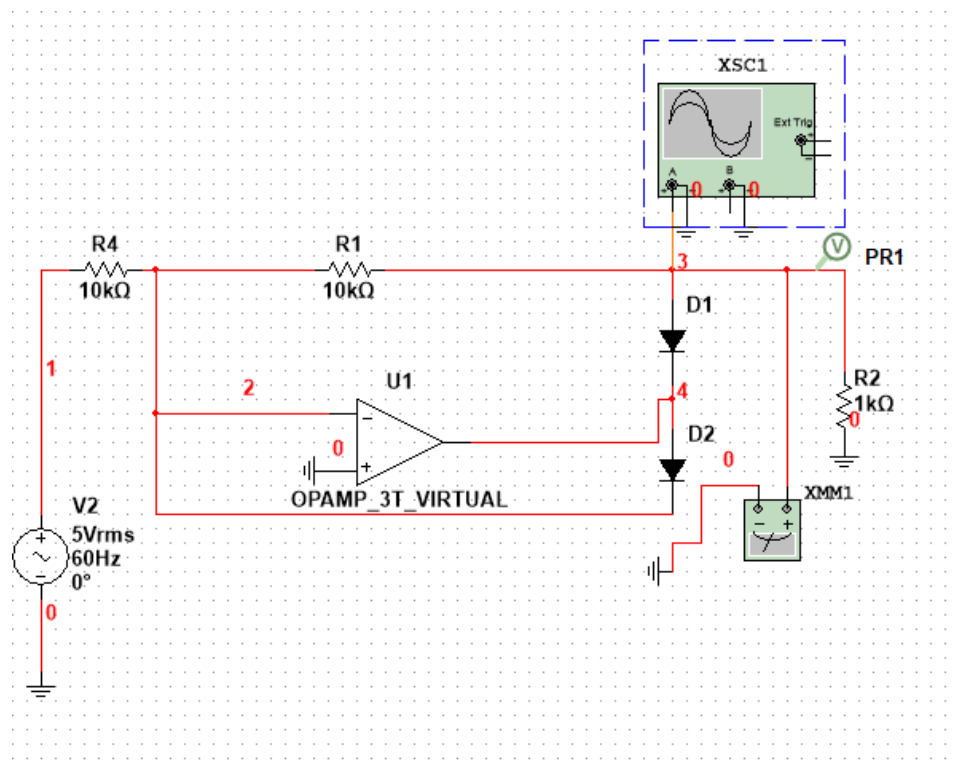 XSC1
Ext Trig
+
−
A
B
+
−
+
−
0
0
V
PR1
R4
10kΩ
R1
10kΩ
3
D1
1
2
U1
4
R2
1kΩ
0
−
+
0
D2
0
OPAMP_3T_VIRTUAL
XMM1
−
+
V2
5Vrms
60Hz
0°
+
−
0